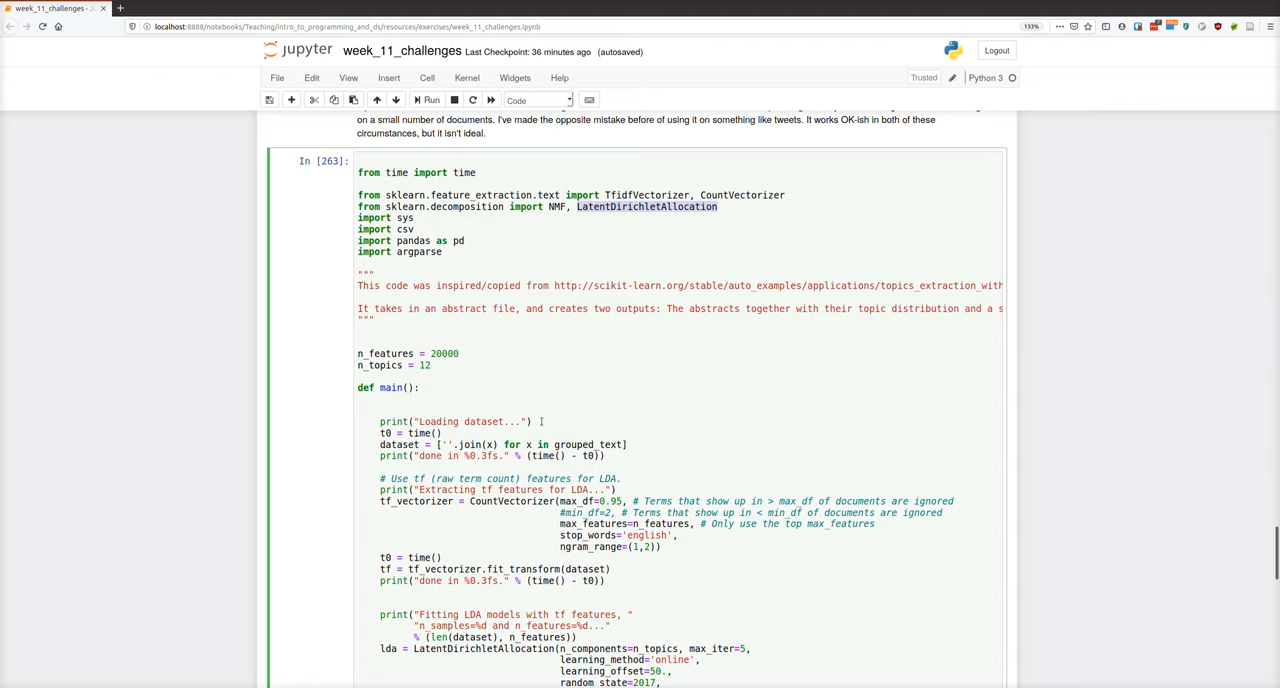 week_11_challenges - J
localhost:8888/notebooks/Teaching/intro_to_programming_and_ds/resources/exercises/week_11_challenges.ipynb
133%
jupyter week_11_challenges Last Checkpoint: 36 minutes ago (autosaved)
Logout
File Edit View Insert Cell Kernel Widgets Help
Trusted
Python 3
Run
Code
on a small number of documents. I've made the opposite mistake before of using it on something like tweets. It works OK-ish in both of these
circumstances, but it isn't ideal.
In [263]:
from time import time
from sklearn.feature_extraction.text import TfidfVectorizer, CountVectorizer
from sklearn.decomposition import NMF, LatentDirichletAllocation
import sys
import csv
import pandas as pd
import argparse
"""
This code was inspired/copied from http://scikit-learn.org/stable/auto_examples/applications/topics_extraction_with
It takes in an abstract file, and creates two outputs: The abstracts together with their topic distribution and a s
"""
n_features = 20000
n_topics = 12
def main():
print("Loading dataset...")
t0 = time()
dataset = [''.join(x) for x in grouped_text]
print("done in %0.3fs." % (time() - t0))
# Use tf (raw term count) features for LDA.
print("Extracting tf features for LDA...")
tf_vectorizer = CountVectorizer(max_df=0.95, # Terms that show up in > max_df of documents are ignored
#min_df=2, # Terms that show up in < min_df of documents are ignored
max_features=n_features, # Only use the top max_features
stop_words='english',
ngram_range=(1,2))
t0 = time()
tf = tf_vectorizer.fit_transform(dataset)
print("done in %0.3fs." % (time() - t0))
print("Fitting LDA models with tf features, "
"n_samples=%d and n_features=%d..."
% (len(dataset), n_features))
lda = LatentDirichletAllocation(n_components=n_topics, max_iter=5,
learning_method='online',
learning_offset=50.,
random_state=2017,